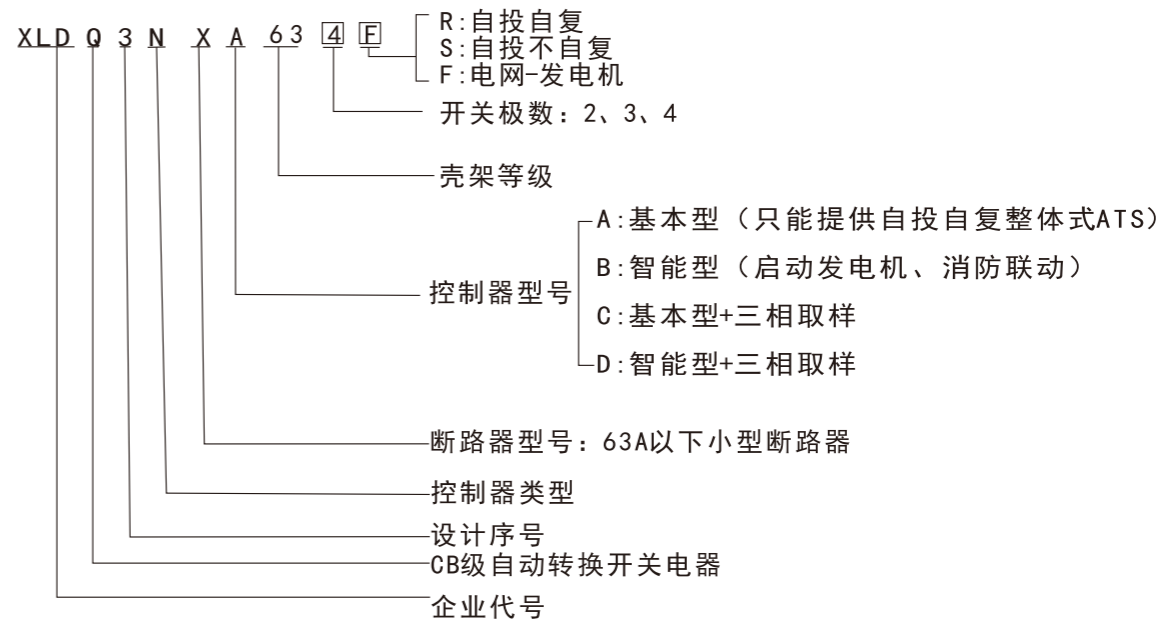 XLD Q 3 N X A 63 4 F
R:自投自复
S:自投不自复
F:电网-发电机
开关极数：2、3、4
壳架等级
控制器型号
A:基本型（只能提供自投自复整体式ATS）
B:智能型（启动发电机、消防联动）
C:基本型+三相取样
D:智能型+三相取样
断路器型号：63A以下小型断路器
控制器类型
设计序号
CB级自动转换开关电器
企业代号